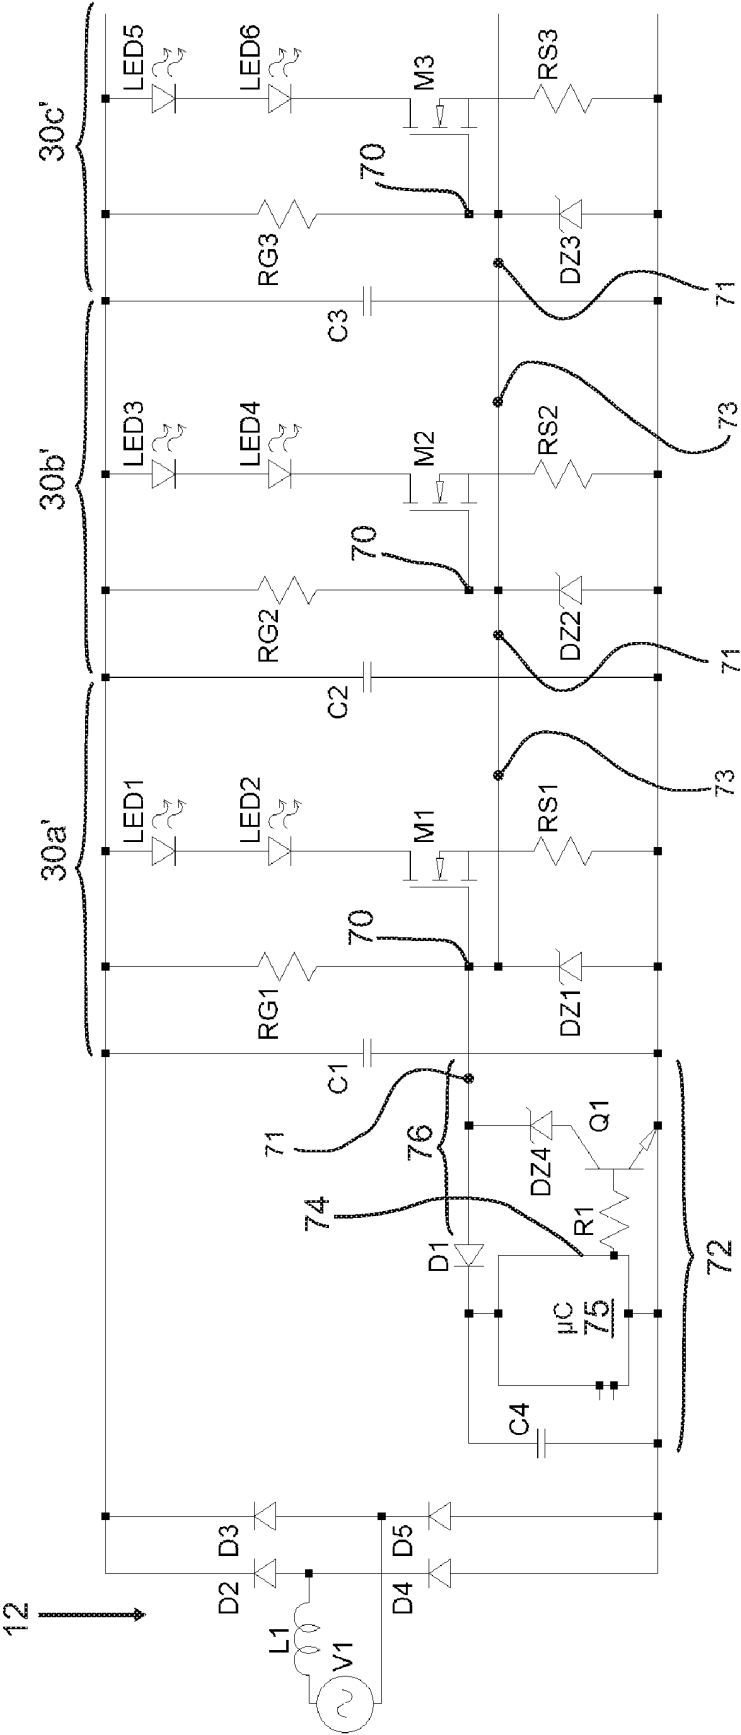 12
V1
L1
D2
D3
D4
D5
C4
μC
75
D1
74
76
71
R1
Q1
DZ4
72
30a'
C1
RG1
DZ1
70
LED1
LED2
M1
RS1
73
30b'
C2
71
RG2
DZ2
70
LED3
LED4
M2
RS2
73
30c'
C3
71
RG3
DZ3
70
LED5
LED6
M3
RS3